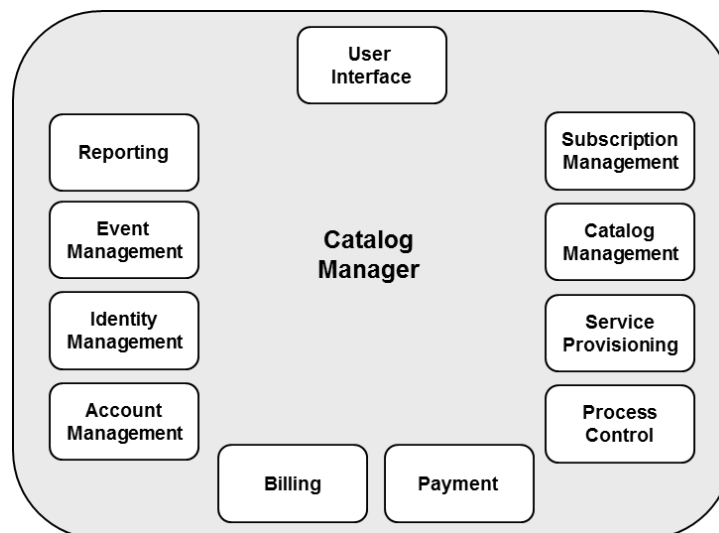 User
Interface
Reporting
Subscription
Management
Event
Management
Catalog
Manager
Catalog
Management
Identity
Management
Service
Provisioning
Account
Management
Process
Control
Billing
Payment